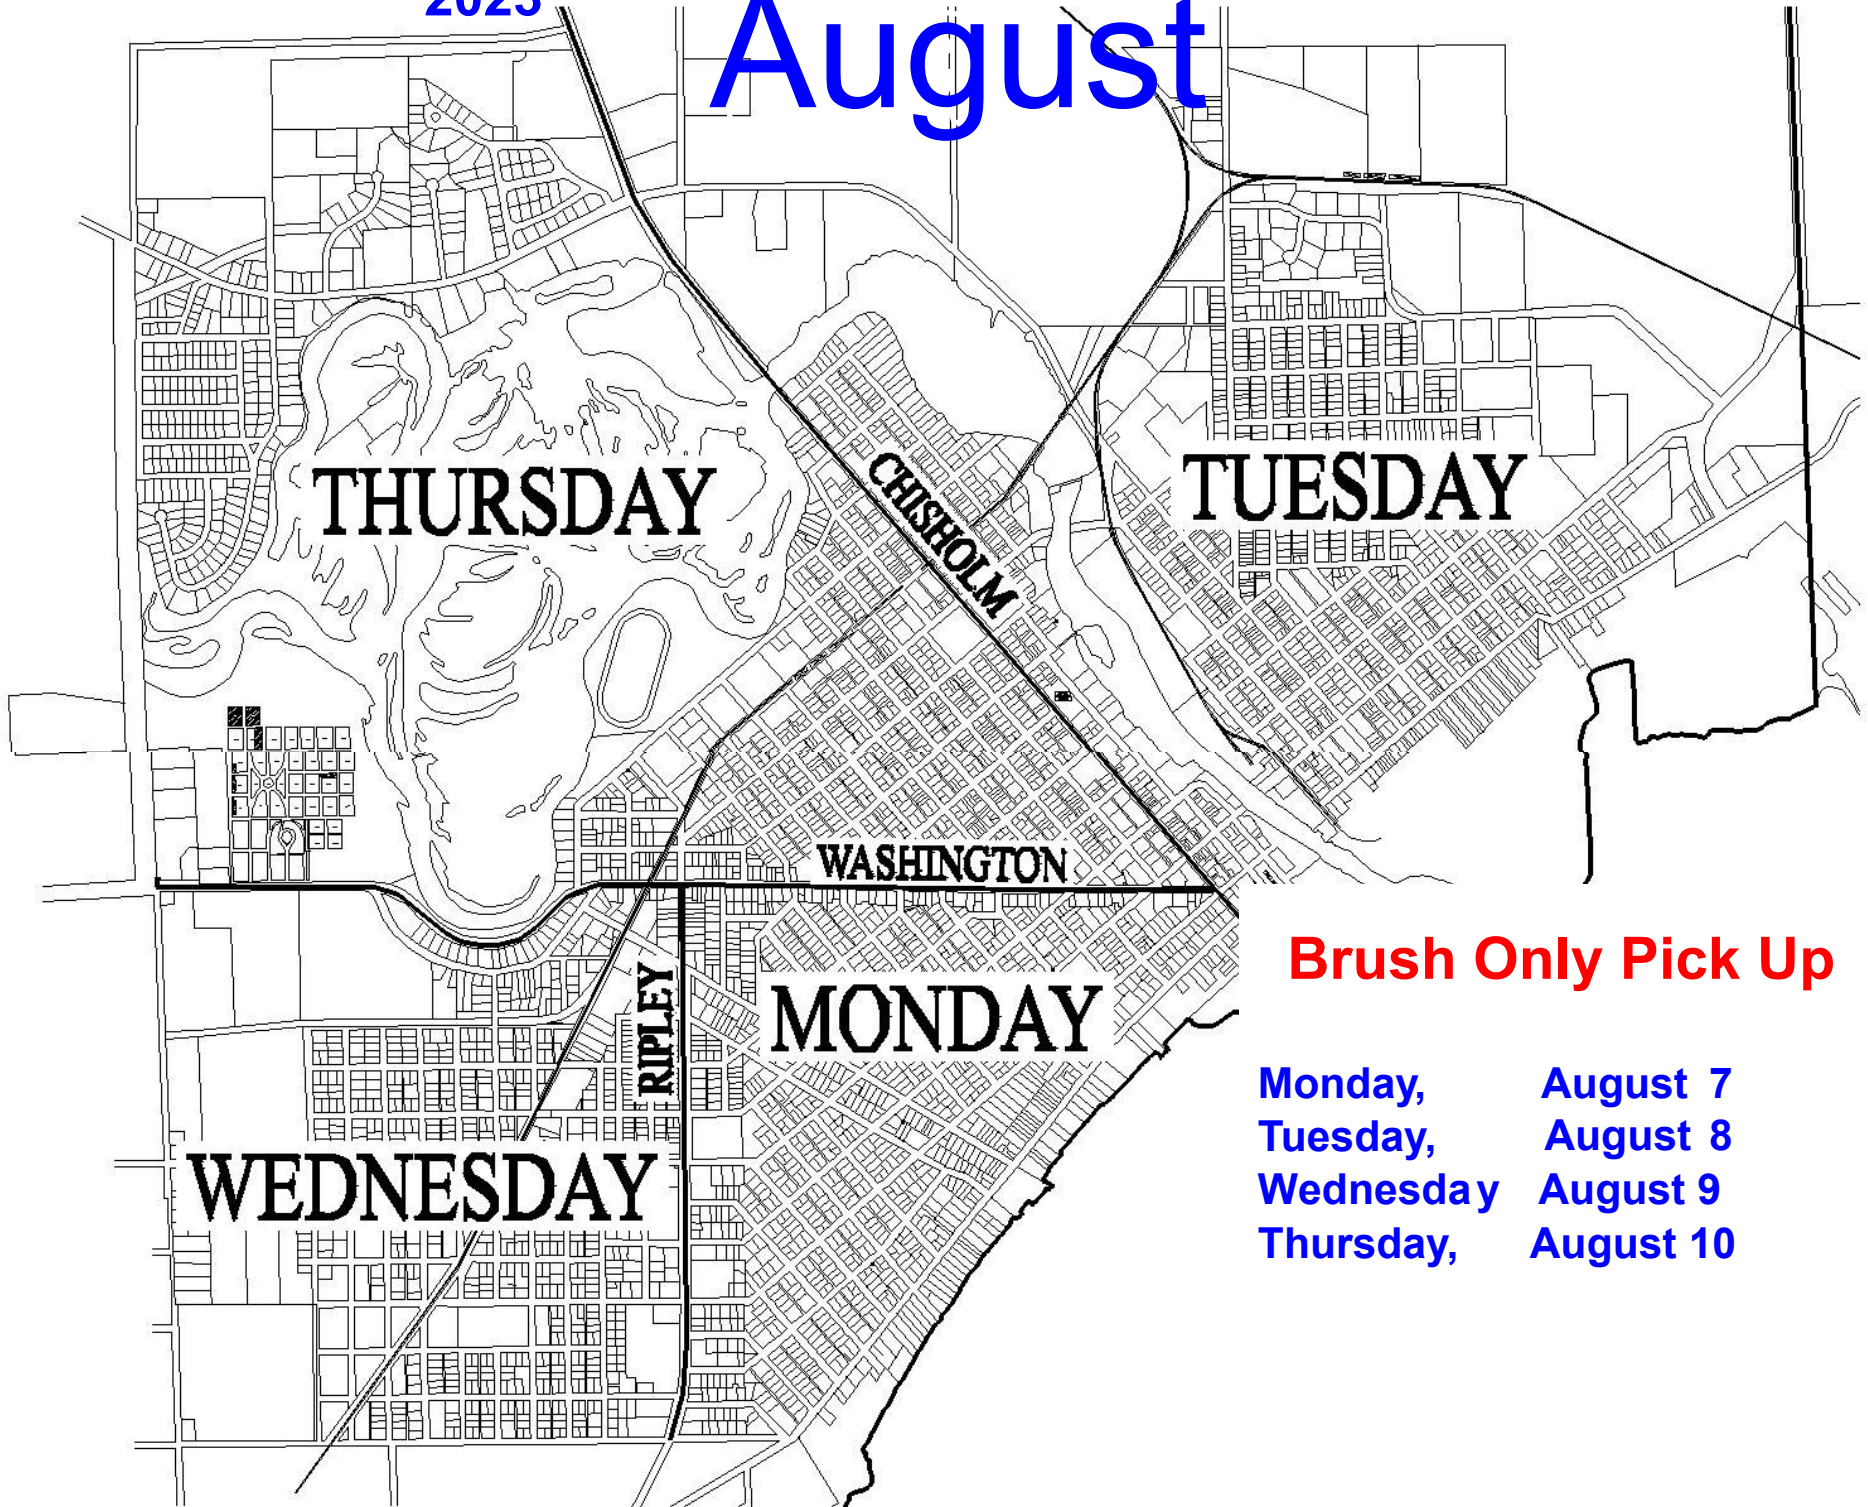 2023
August
THURSDAY
CHISHOLM
TUESDAY
WASHINGTON
RIPLEY
MONDAY
WEDNESDAY
Brush Only Pick Up
Monday, August 7
Tuesday, August 8
Wednesday August 9
Thursday, August 10